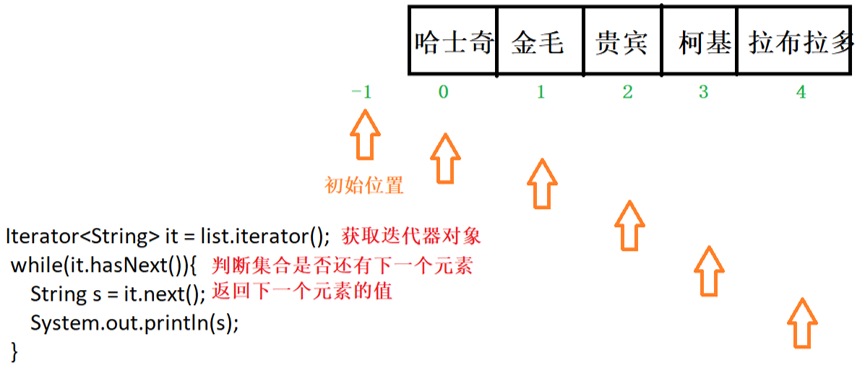 哈士奇 金毛 贵宾 柯基 拉布拉多
-1 0 1 2 3 4
初始位置
Iterator<String> it = list.iterator(); 获取迭代器对象
while(it.hasNext()){ 判断集合是否还有下一个元素
String s = it.next(); 返回下一个元素的值
System.out.println(s);
}